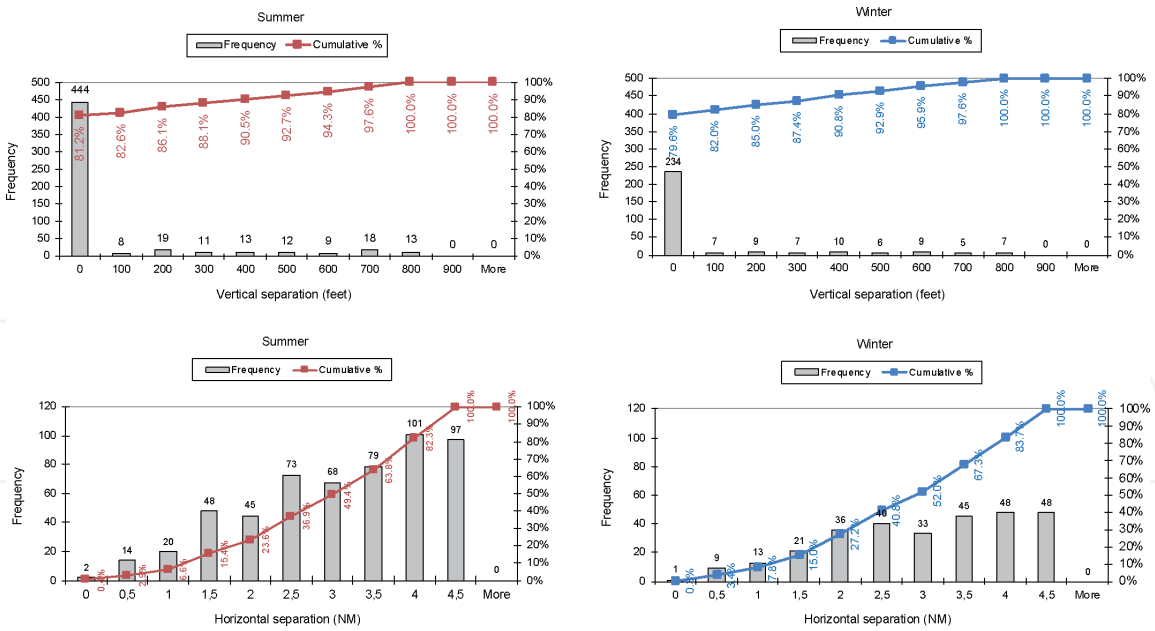 Summer
Frequency Cumulative %
500 450 400 350 300 250 200 150 100 50 0
Frequency
444 8 19 11 13 12 9 18 13 0 0
81.2% 82.6% 86.1% 88.1% 90.5% 92.7% 94.3% 97.6% 100.0% 100.0% 100.0%
100% 90% 80% 70% 60% 50% 40% 30% 20% 10% 0%
0 100 200 300 400 500 600 700 800 900 More
Vertical separation (feet)
Winter
Frequency Cumulative %
500 450 400 350 300 250 200 150 100 50 0
Frequency
234 7 9 7 10 6 9 5 7 0 0
79.6% 82.0% 85.0% 87.4% 90.8% 92.9% 95.9% 97.6% 100.0% 100.0% 100.0%
100% 90% 80% 70% 60% 50% 40% 30% 20% 10% 0%
0 100 200 300 400 500 600 700 800 900 More
Vertical separation (feet)
Summer
Frequency Cumulative %
120 100 80 60 40 20 0
Frequency
2 14 20 48 45 73 68 79 101 97 0
2.9% 6.6% 15.4% 23.6% 36.9% 49.4% 63.8% 82.3% 100.0% 100.0%
100% 90% 80% 70% 60% 50% 40% 30% 20% 10% 0%
0 0,5 1 1,5 2 2,5 3 3,5 4 4,5 More
Horizontal separation (NM)
Winter
Frequency Cumulative %
120 100 80 60 40 20 0
Frequency
1 9 13 21 36 40 33 45 48 48 0
3.4% 7.8% 15.0% 27.2% 40.8% 52.0% 67.3% 83.7% 100.0% 100.0%
100% 90% 80% 70% 60% 50% 40% 30% 20% 10% 0%
0 0,5 1 1,5 2 2,5 3 3,5 4 4,5 More
Horizontal separation (NM)